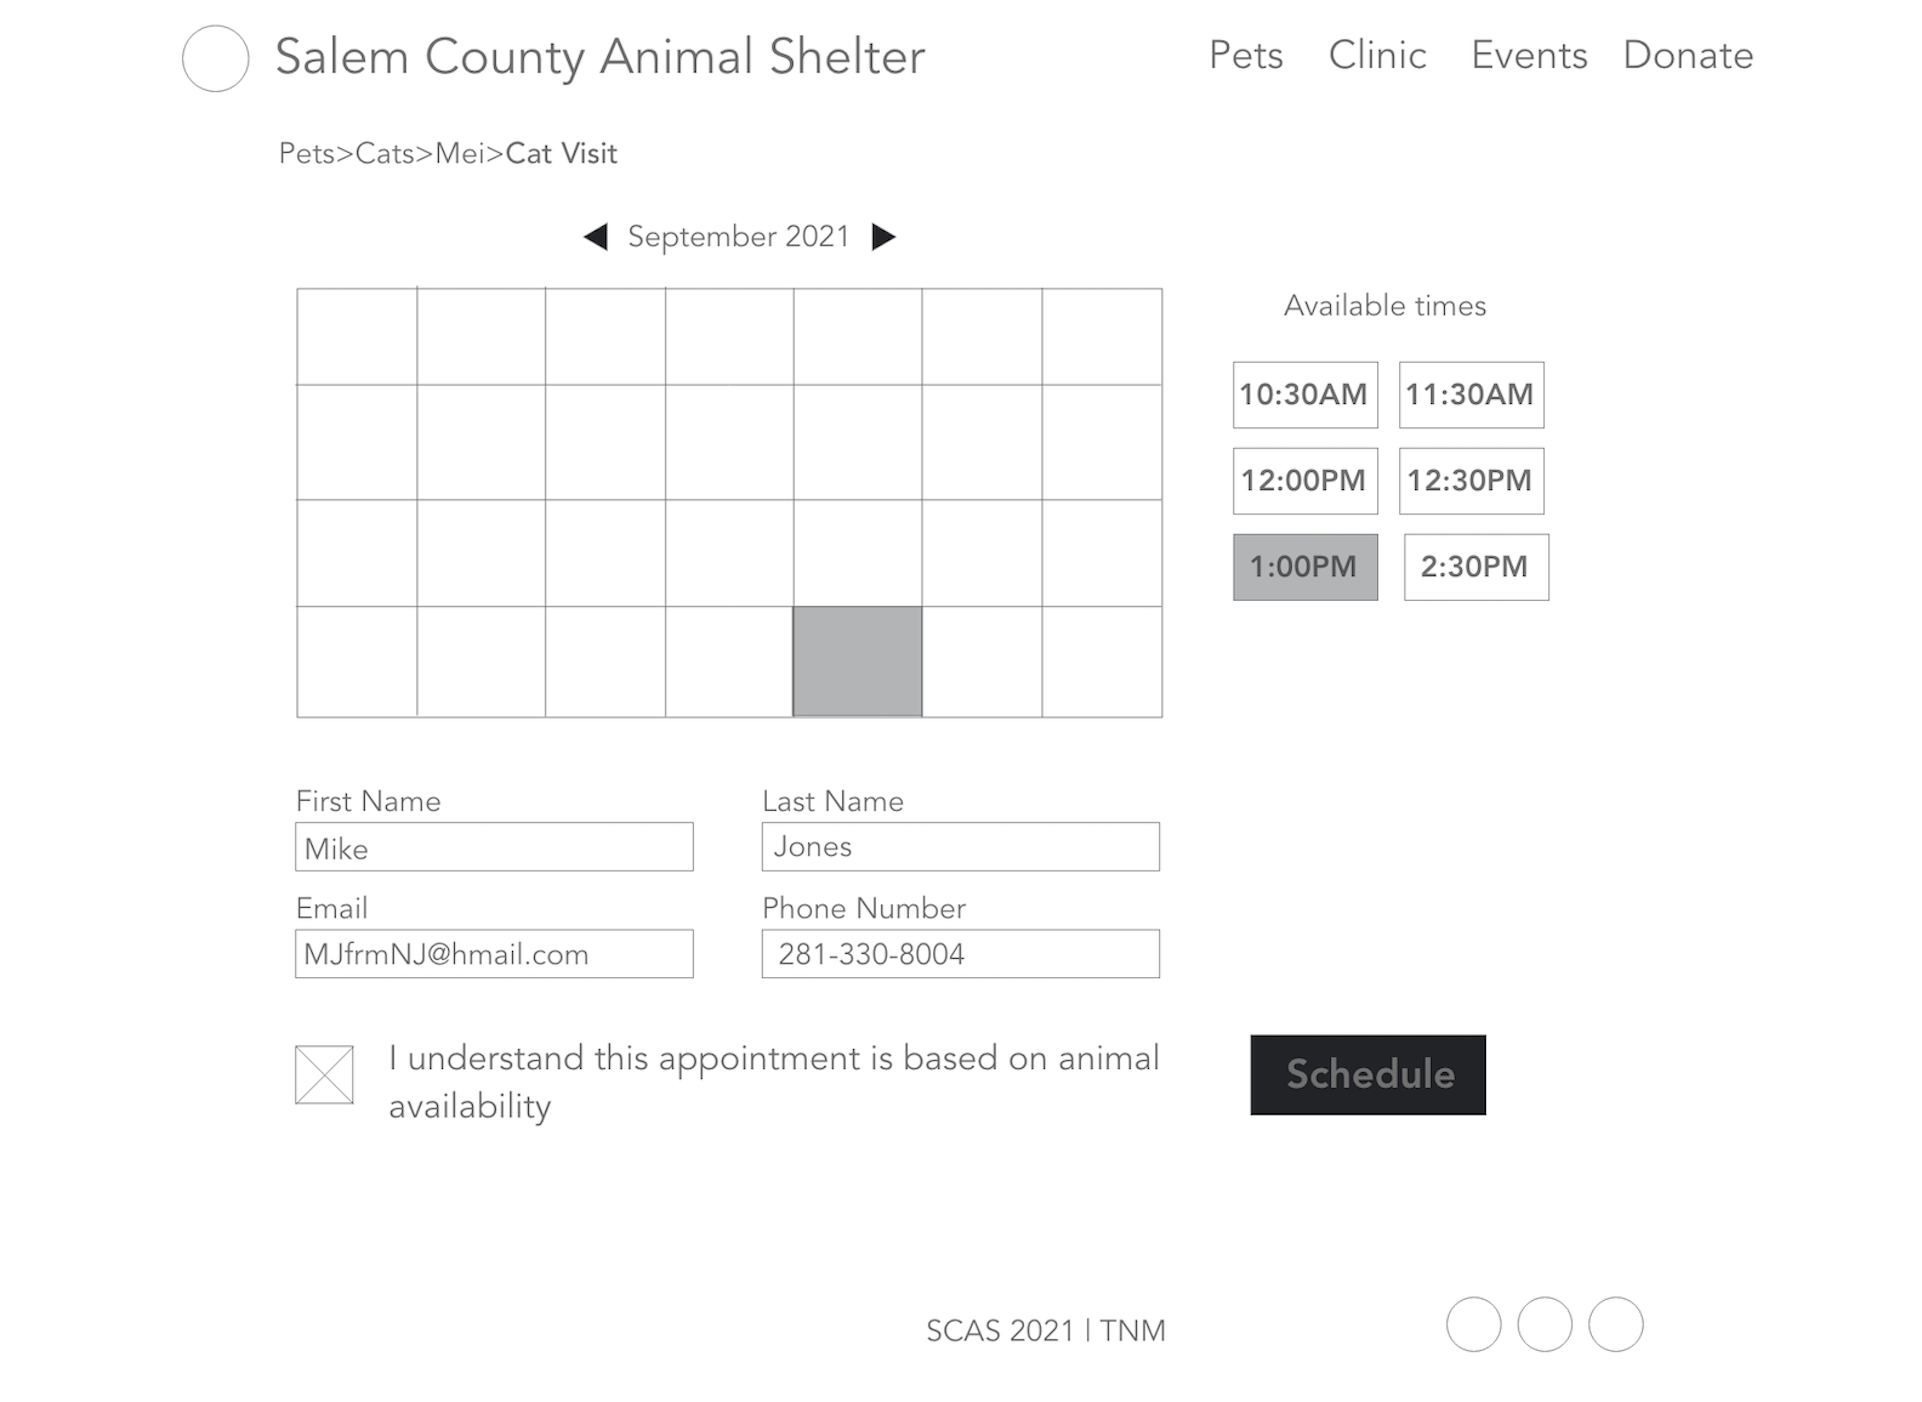 Salem County Animal Shelter
Pets Clinic Events Donate
Pets>Cats>Mei>Cat Visit
September 2021
Available times
10:30AM 11:30AM
12:00PM 12:30PM
1:00PM 2:30PM
First Name Last Name
Mike Jones
Email Phone Number
MJfrmNJ@hmail.com 281-330-8004
I understand this appointment is based on animal
availability
Schedule
SCAS 2021 | TNM